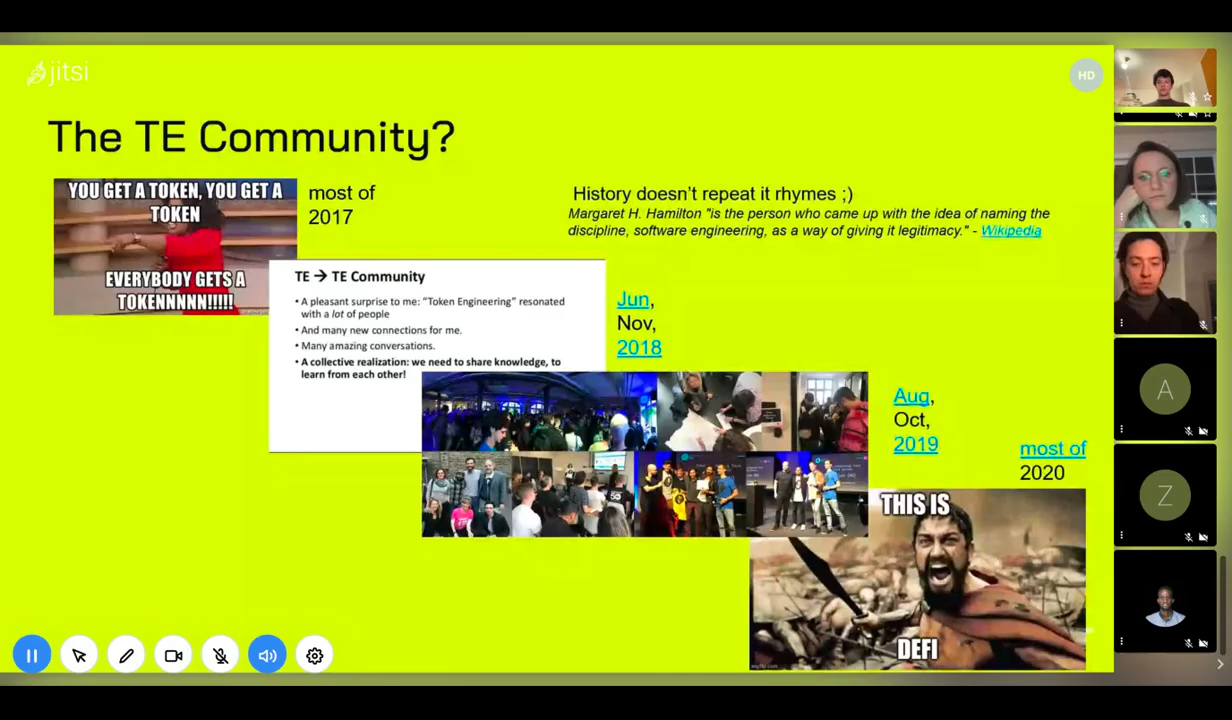 jitsi
HD
The TE Community?
YOU GET A TOKEN, YOU GET A
TOKEN
EVERYBODY GETS A
TOKENNNNN!!!!!
most of
2017
History doesn’t repeat it rhymes ;)
Margaret H. Hamilton "is the person who came up with the idea of naming the
discipline, software engineering, as a way of giving it legitimacy." - Wikipedia
TE → TE Community
• A pleasant surprise to me: “Token Engineering” resonated
with a lot of people
• And many new connections for me.
• Many amazing conversations.
• A collective realization: we need to share knowledge, to
learn from each other!
Jun,
Nov,
2018
Aug,
Oct,
2019
most of
2020
THIS IS
DEFI
A
Z